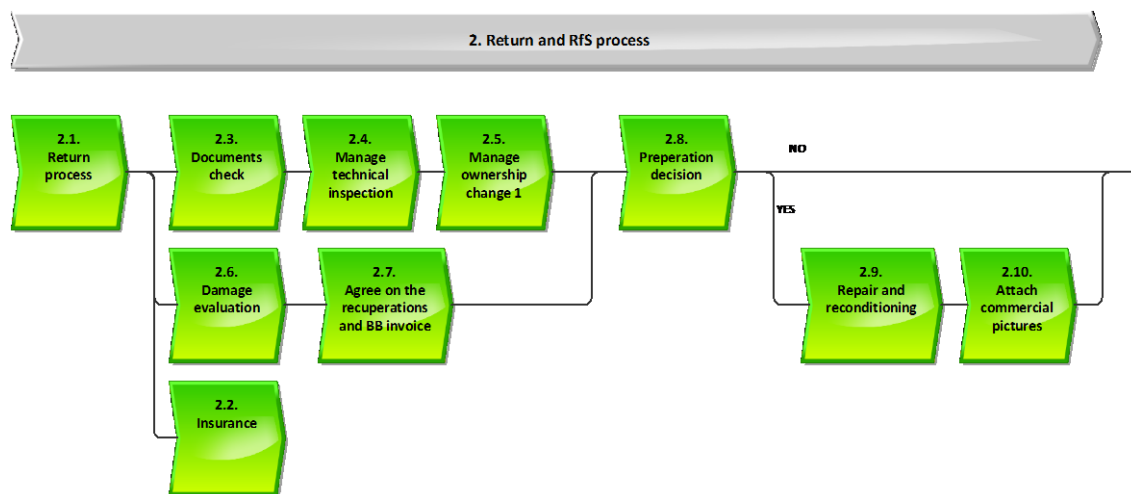 2. Return and RfS process
2.1.
Return
process
2.3.
Documents
check
2.4.
Manage
technical
inspection
2.5.
Manage
ownership
change 1
2.8.
Preperation
decision
NO
YES
2.6.
Damage
evaluation
2.7.
Agree on the
recuperations
and BB invoice
2.9.
Repair and
reconditioning
2.10.
Attach
commercial
pictures
2.2.
Insurance